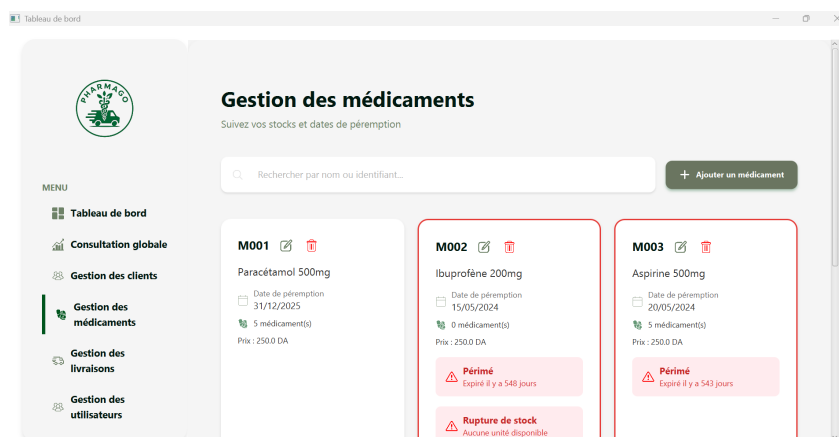 Tableau de bord
PHARMAGO
Gestion des médicaments
Suivez vos stocks et dates de péremption
Rechercher par nom ou identifiant...
Ajouter un médicament
MENU
Tableau de bord
Consultation globale
Gestion des clients
Gestion des
médicaments
Gestion des
livraisons
Gestion des
utilisateurs
M001
Paracétamol 500mg
Date de péremption
31/12/2025
5 médicament(s)
Prix : 250.0 DA
M002
Ibuprofène 200mg
Date de péremption
15/05/2024
0 médicament(s)
Prix : 250.0 DA
Périmé
Expiré il y a 548 jours
Rupture de stock
Aucune unité disponible
M003
Aspirine 500mg
Date de péremption
20/05/2024
5 médicament(s)
Prix : 250.0 DA
Périmé
Expiré il y a 543 jours